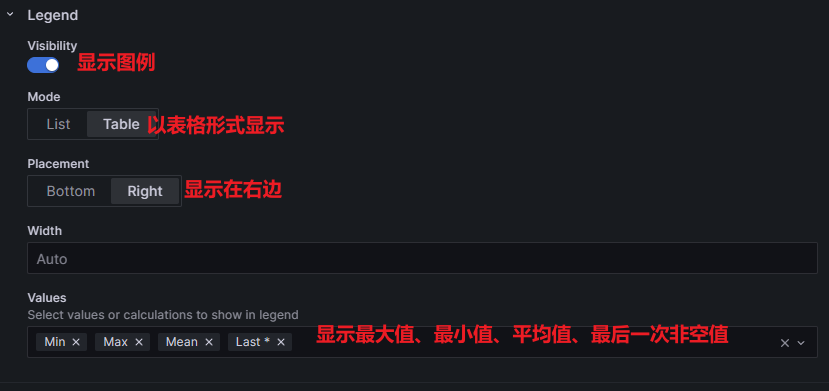 Legend
Visibility
显示图例
Mode
List Table 以表格形式显示
Placement
Bottom Right 显示在右边
Width
Auto
Values
Select values or calculations to show in legend
Min × Max × Mean × Last * × 显示最大值、最小值、平均值、最后一次非空值